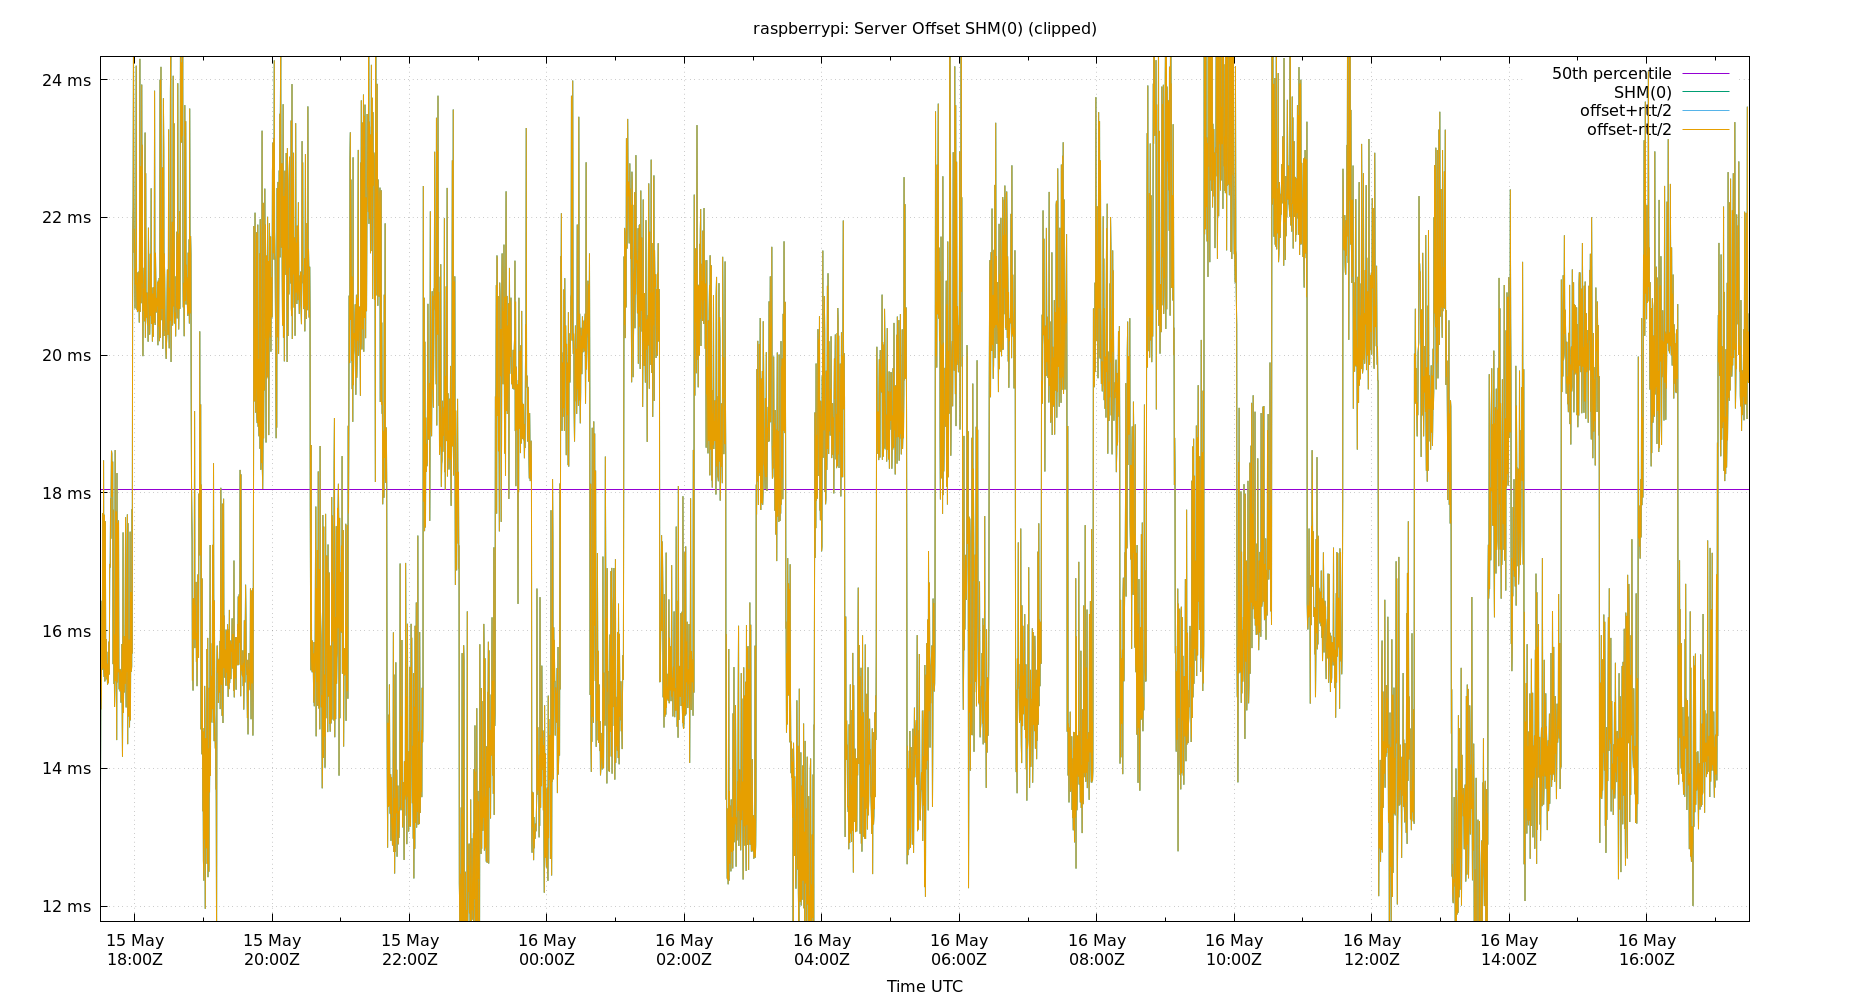 raspberrypi: Server Offset SHM(0) (clipped)
24 ms
22 ms
20 ms
18 ms
16 ms
14 ms
12 ms
50th percentile
SHM(0)
offset+rtt/2
offset-rtt/2
15 May
18:00Z
15 May
20:00Z
15 May
22:00Z
16 May
00:00Z
16 May
02:00Z
16 May
04:00Z
16 May
06:00Z
16 May
08:00Z
16 May
10:00Z
16 May
12:00Z
16 May
14:00Z
16 May
16:00Z
Time UTC